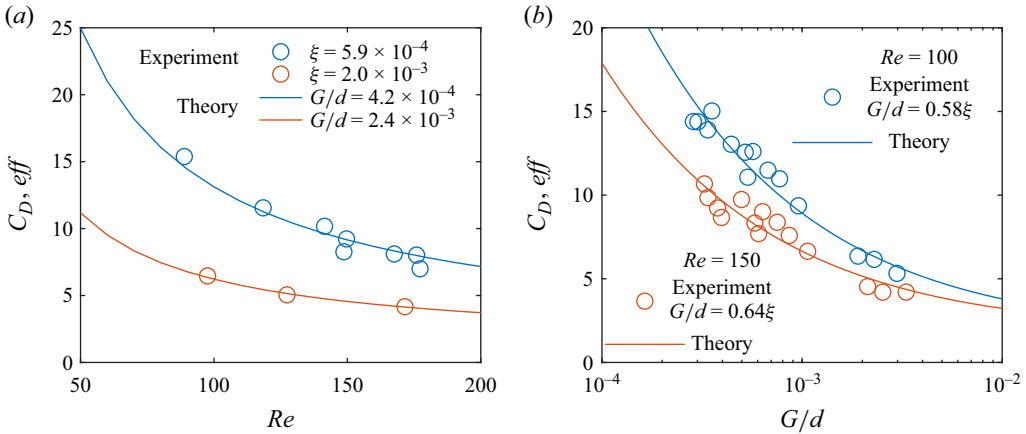 (a)
25
20
15
10
5
0
C_D, eff
Experiment
ξ = 5.9 × 10⁻⁴
ξ = 2.0 × 10⁻³
Theory
G/d = 4.2 × 10⁻⁴
G/d = 2.4 × 10⁻³
50
100
150
200
Re
(b)
20
15
10
5
0
C_D, eff
Re = 100
Experiment
G/d = 0.58ξ
Theory
Re = 150
Experiment
G/d = 0.64ξ
Theory
10⁻⁴
10⁻³
10⁻²
G/d